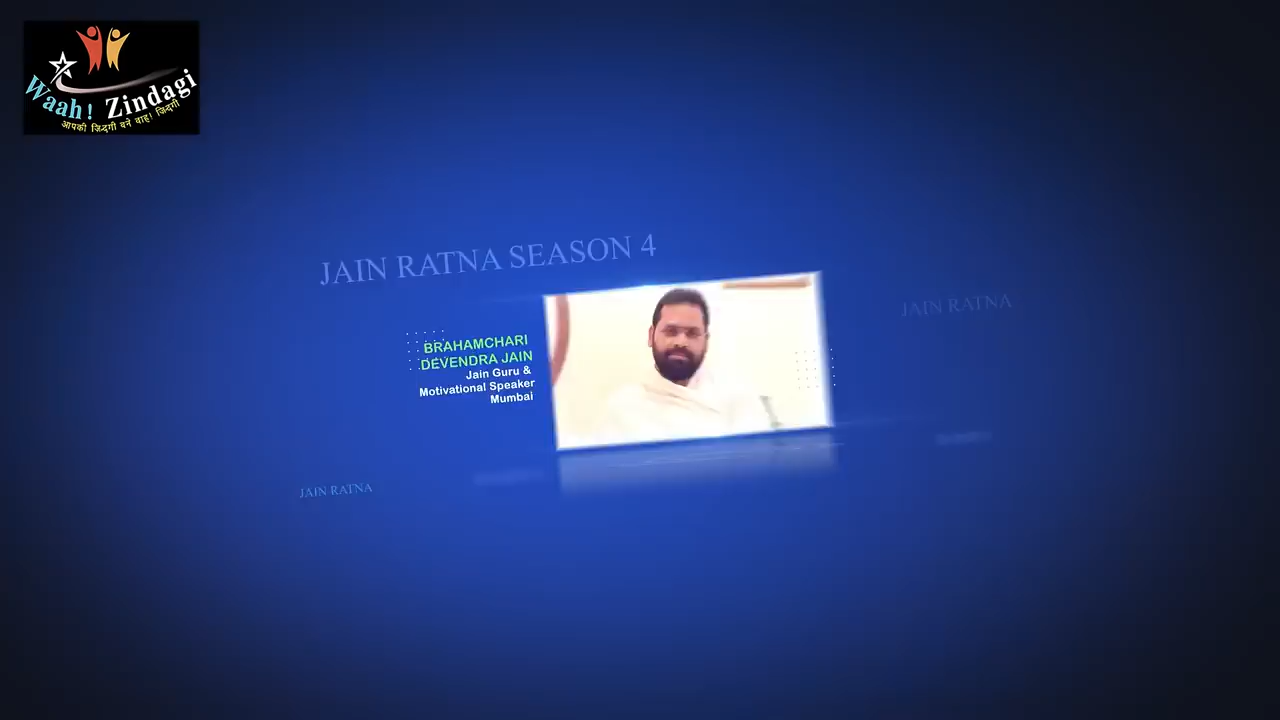 Waah! Zindagi
आपकी ज़िन्दगी बने वाह! ज़िन्दगी
JAIN RATNA SEASON 4
JAIN RATNA
BRAHAMCHARI
DEVENDRA JAIN
Jain Guru &
Motivational Speaker
Mumbai
JAIN RATNA